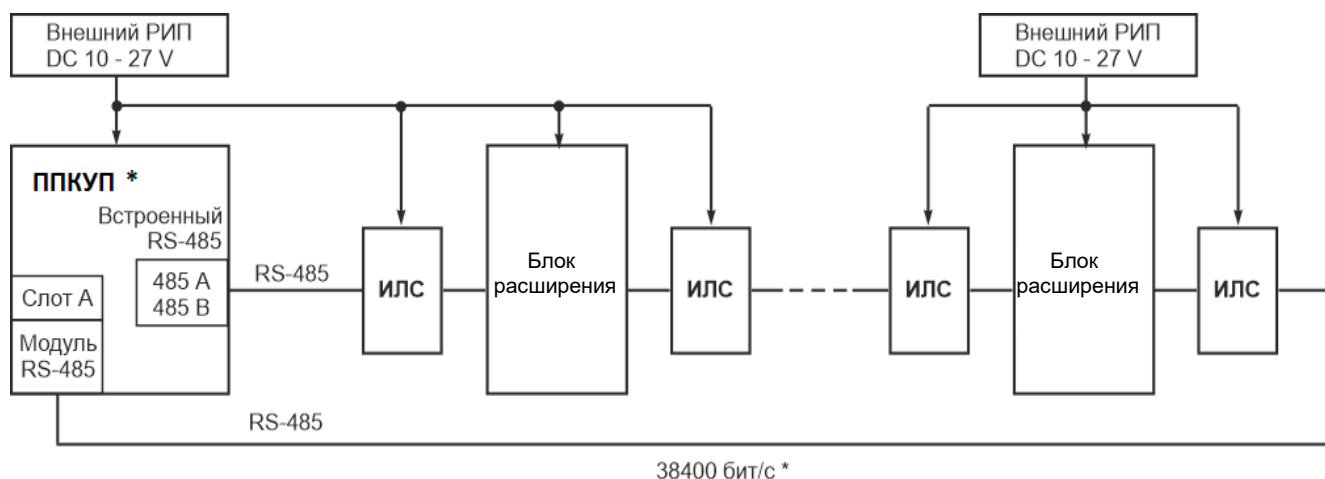 Внешний РИП
DC 10 - 27 V
Внешний РИП
DC 10 - 27 V
ППКУП *
Встроенный
RS-485
485 A
485 B
Слот А
Модуль
RS-485
RS-485
ИЛС
Блок
расширения
ИЛС
ИЛС
Блок
расширения
ИЛС
RS-485
38400 бит/с *